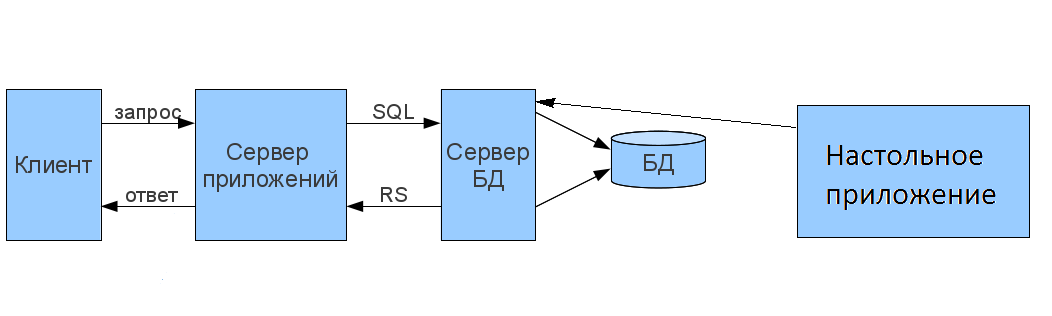 запрос
SQL
Клиент
Сервер
приложений
Сервер
БД
БД
Настольное
приложение
ответ
RS